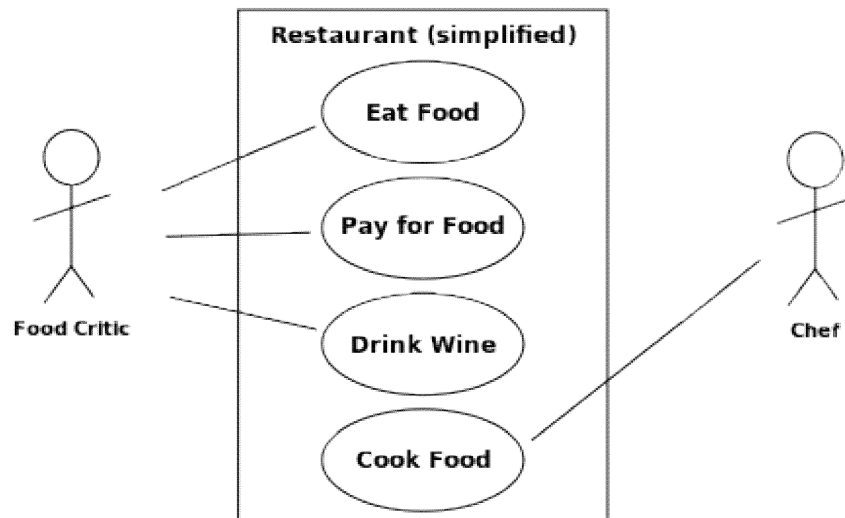 Restaurant (simplified)
Eat Food
Pay for Food
Drink Wine
Cook Food
Food Critic
Chef